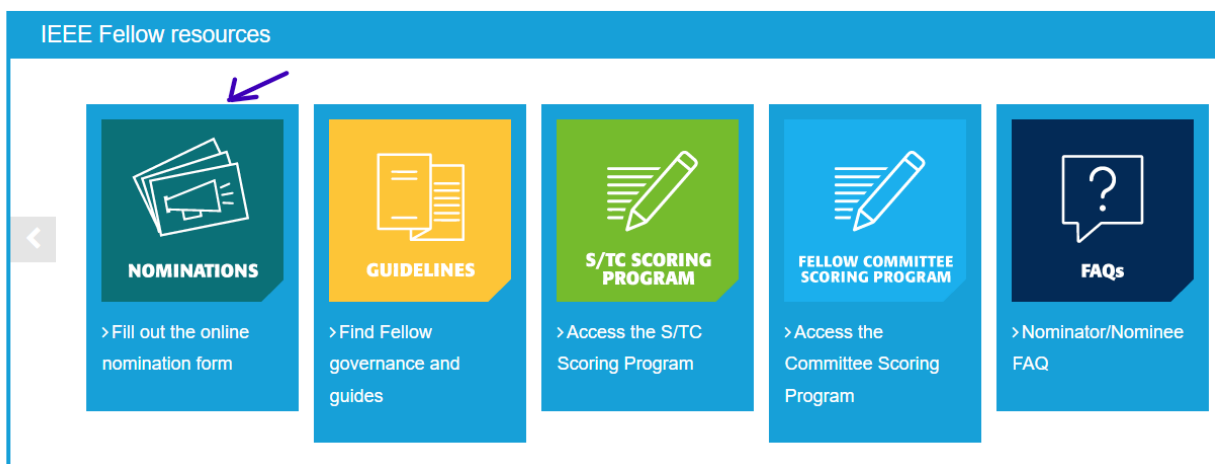 IEEE Fellow resources
NOMINATIONS
>Fill out the online
nomination form
GUIDELINES
>Find Fellow
governance and
guides
S/TC SCORING
PROGRAM
>Access the S/TC
Scoring Program
FELLOW COMMITTEE
SCORING PROGRAM
>Access the
Committee Scoring
Program
?
FAQs
>Nominator/Nominee
FAQ